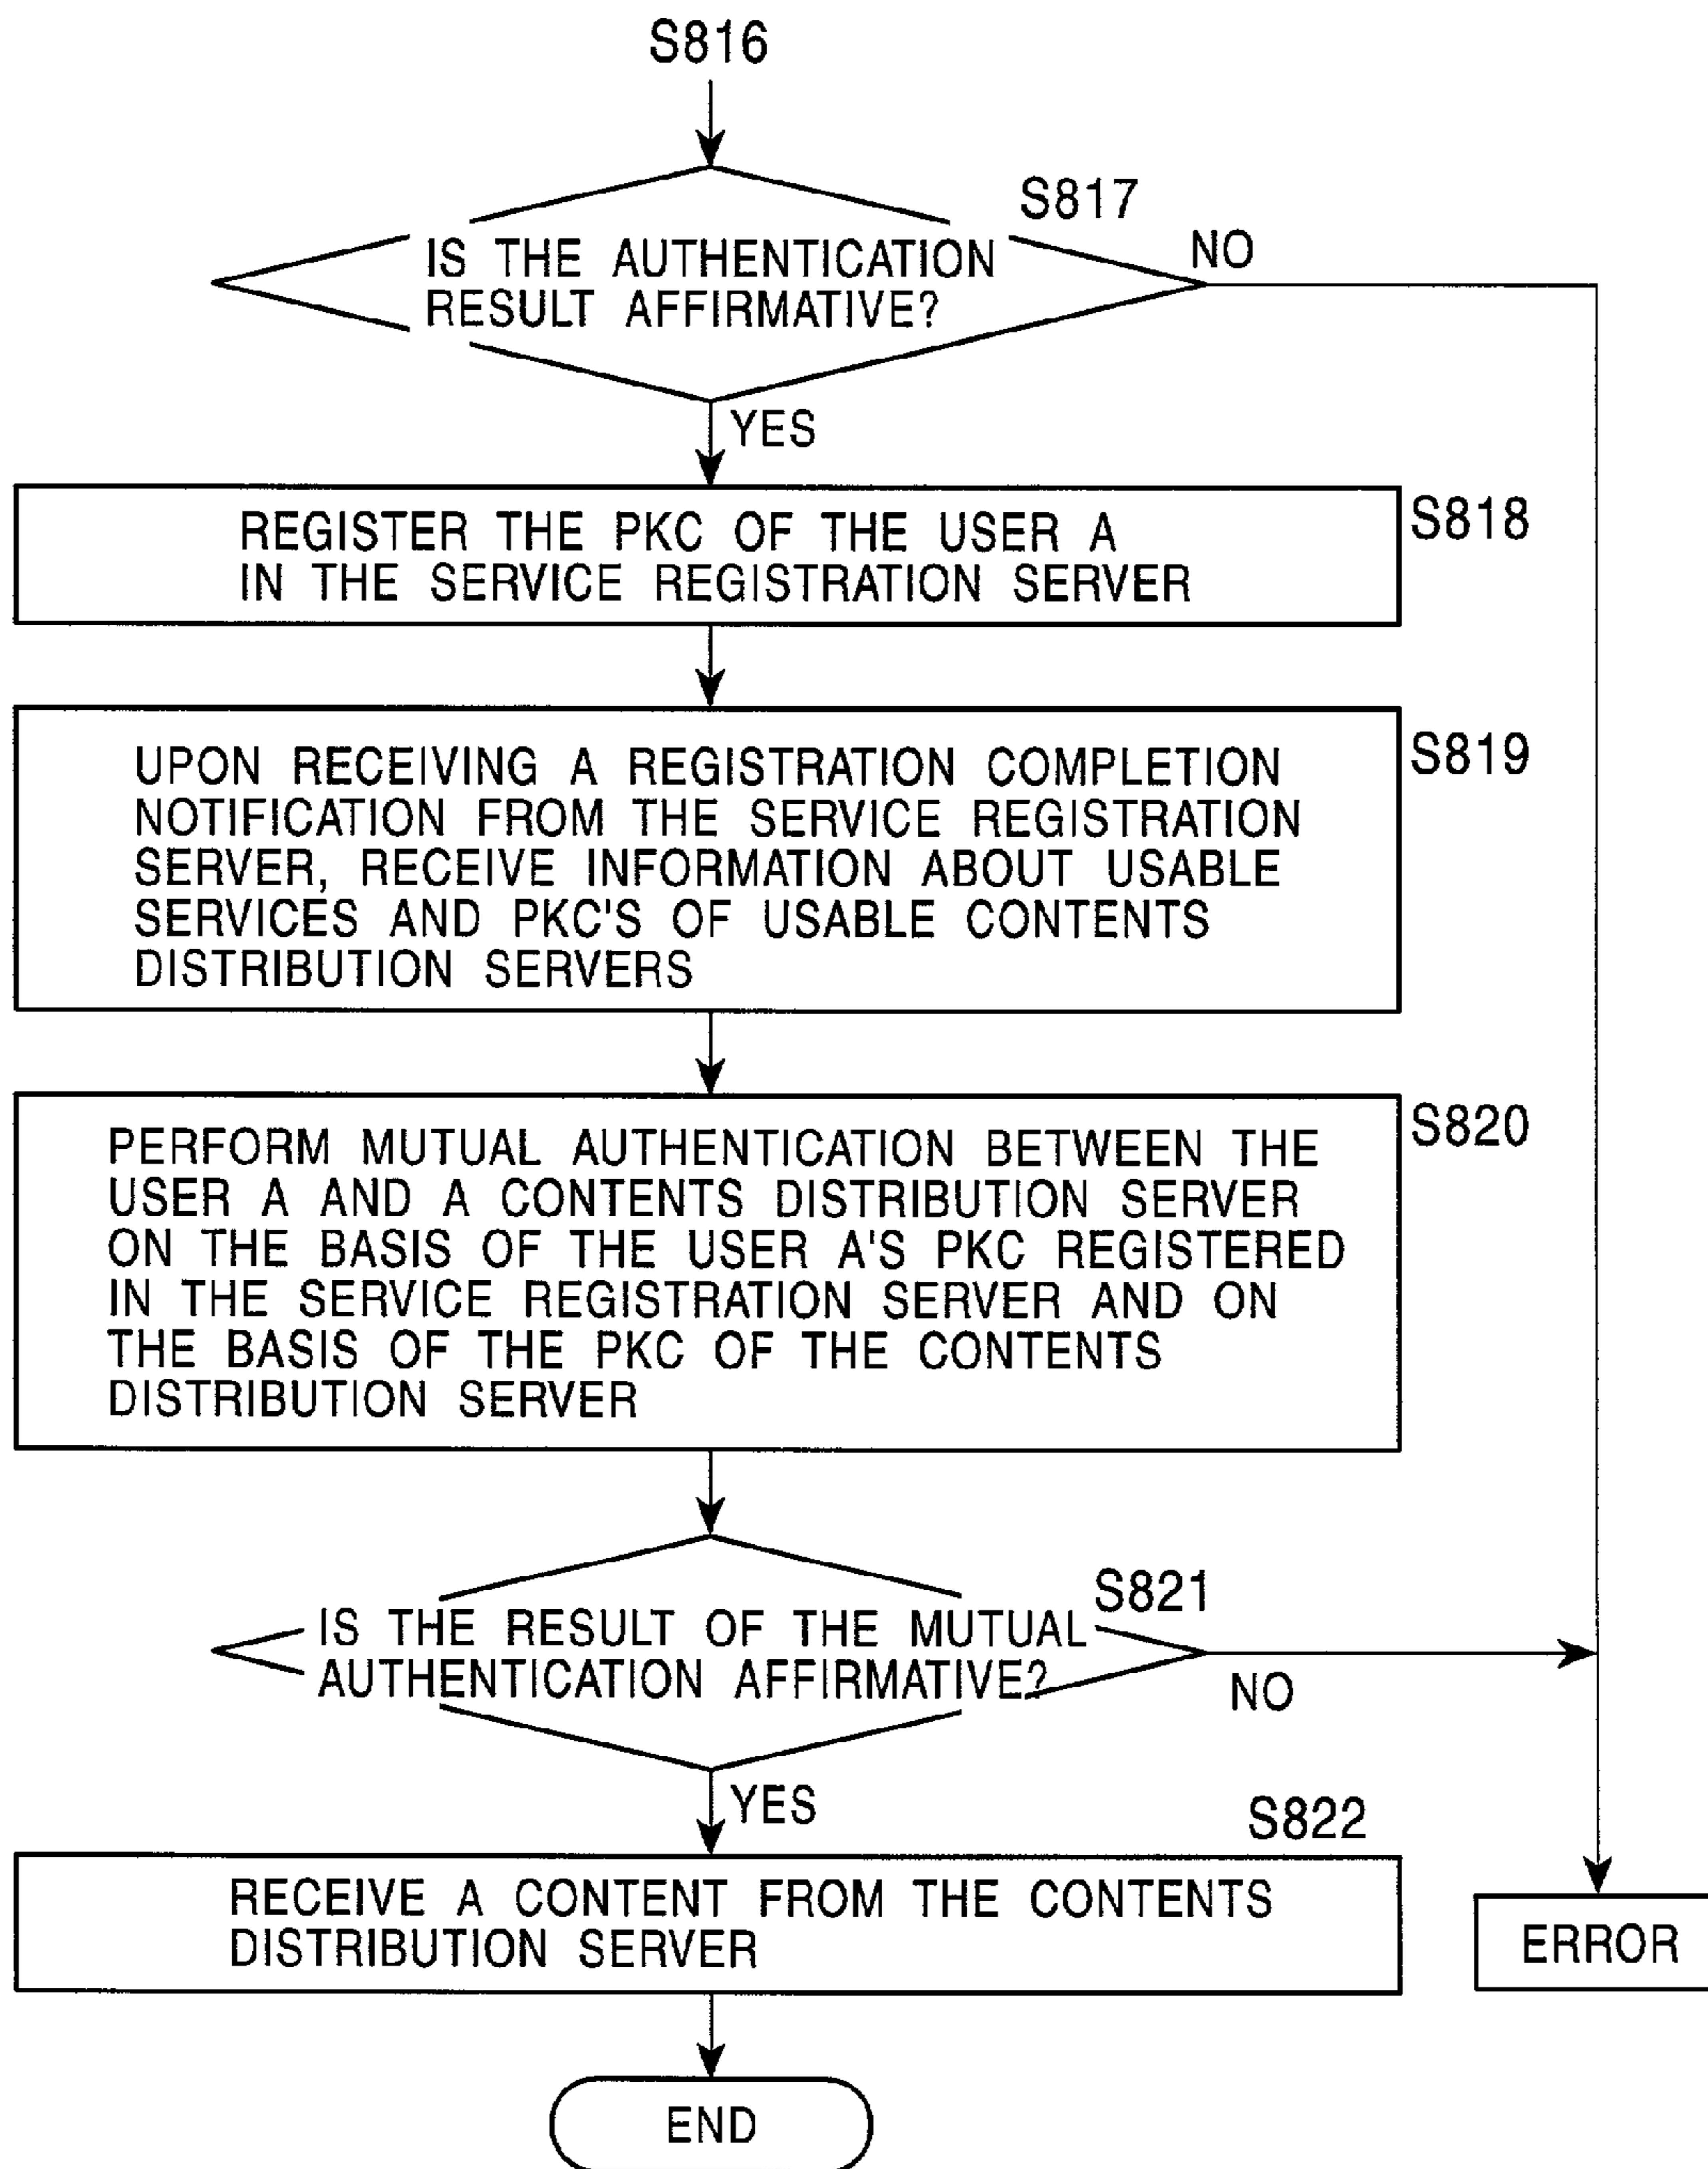 S816
S817
IS THE AUTHENTICATION
RESULT AFFIRMATIVE?
NO
YES
REGISTER THE PKC OF THE USER A
IN THE SERVICE REGISTRATION SERVER
S818
UPON RECEIVING A REGISTRATION COMPLETION
NOTIFICATION FROM THE SERVICE REGISTRATION
SERVER, RECEIVE INFORMATION ABOUT USABLE
SERVICES AND PKC'S OF USABLE CONTENTS
DISTRIBUTION SERVERS
S819
PERFORM MUTUAL AUTHENTICATION BETWEEN THE
USER A AND A CONTENTS DISTRIBUTION SERVER
ON THE BASIS OF THE USER A'S PKC REGISTERED
IN THE SERVICE REGISTRATION SERVER AND ON
THE BASIS OF THE PKC OF THE CONTENTS
DISTRIBUTION SERVER
S820
S821
IS THE RESULT OF THE MUTUAL
AUTHENTICATION AFFIRMATIVE?
NO
YES
S822
RECEIVE A CONTENT FROM THE CONTENTS
DISTRIBUTION SERVER
ERROR
END